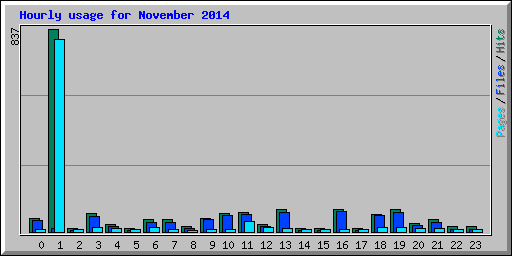 Hourly usage for November 2014
837
Pages/Files/Hits
0 1 2 3 4 5 6 7 8 9 10 11 12 13 14 15 16 17 18 19 20 21 22 23